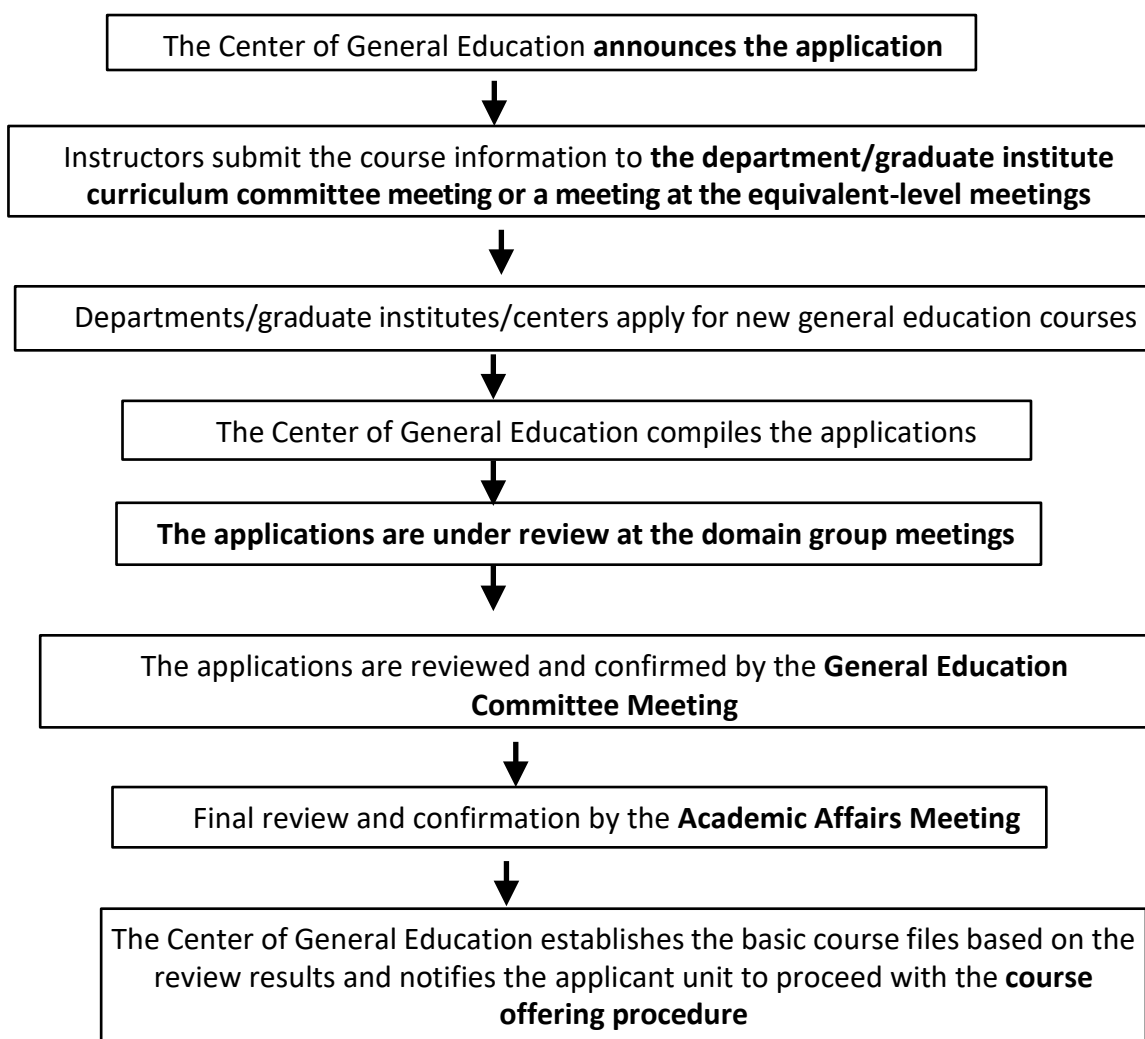 The Center of General Education announces the application
Instructors submit the course information to the department/graduate institute
curriculum committee meeting or a meeting at the equivalent-level meetings
Departments/graduate institutes/centers apply for new general education courses
The Center of General Education compiles the applications
The applications are under review at the domain group meetings
The applications are reviewed and confirmed by the General Education
Committee Meeting
Final review and confirmation by the Academic Affairs Meeting
The Center of General Education establishes the basic course files based on the
review results and notifies the applicant unit to proceed with the course
offering procedure